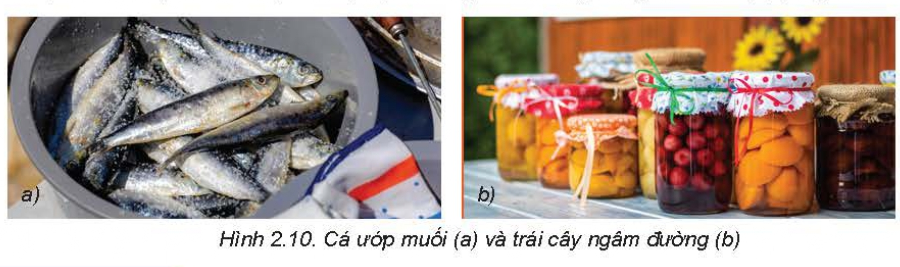 a)
b)
Hình 2.10. Cá ướp muối (a) và trái cây ngâm đường (b)